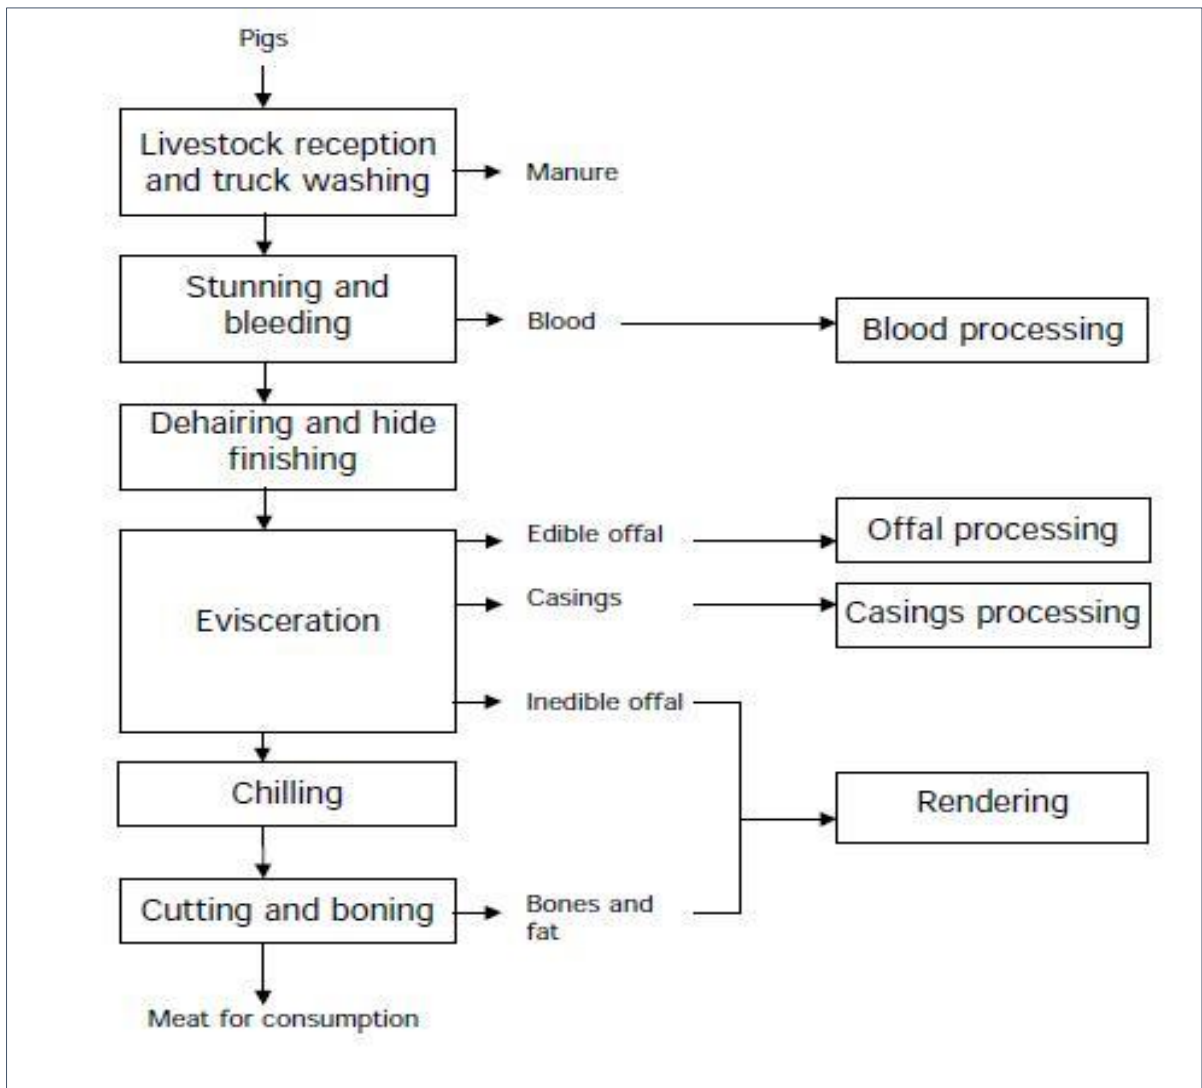 Pigs
Livestock reception
and truck washing
Manure
Stunning and
bleeding
Blood
Blood processing
Dehairing and hide
finishing
Evisceration
Edible offal
Offal processing
Casings
Casings processing
Inedible offal
Chilling
Rendering
Cutting and boning
Bones and
fat
Meat for consumption